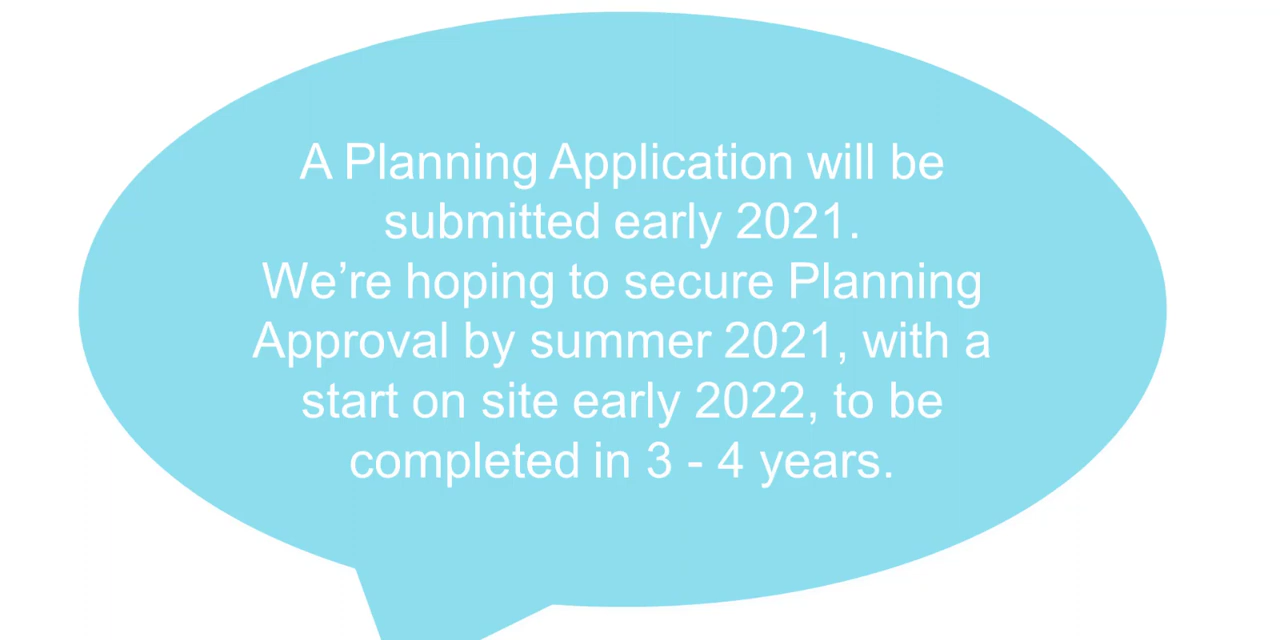 A Planning Application will be
submitted early 2021.
We’re hoping to secure Planning
Approval by summer 2021, with a
start on site early 2022, to be
completed in 3 - 4 years.